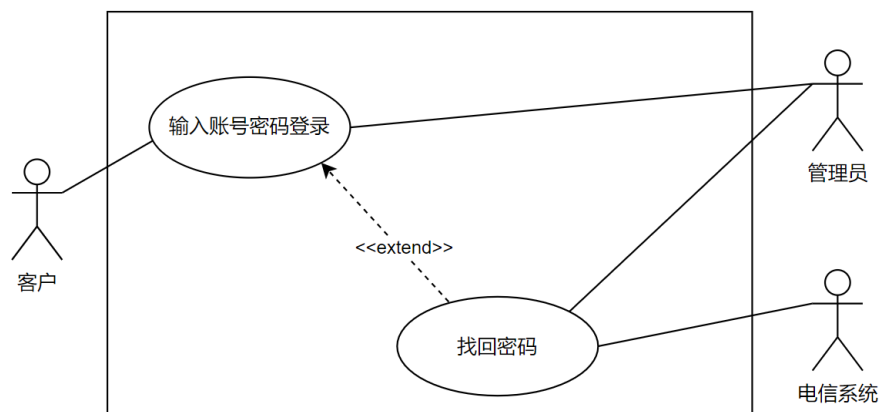 输入账号密码登录
管理员
<<extend>>
客户
找回密码
电信系统